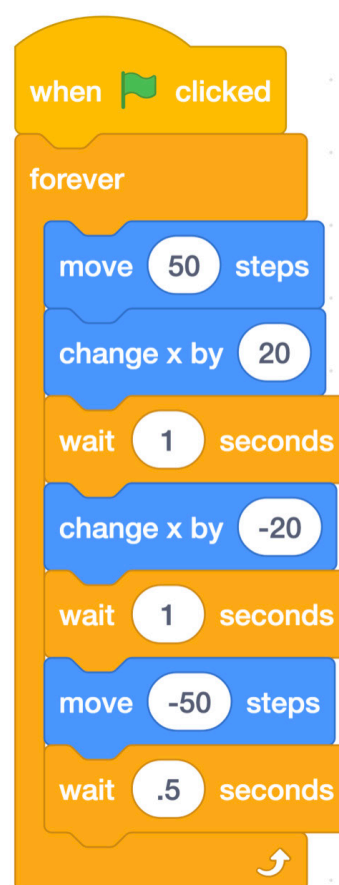 when clicked
forever
move 50 steps
change x by 20
wait 1 seconds
change x by -20
wait 1 seconds
move -50 steps
wait .5 seconds